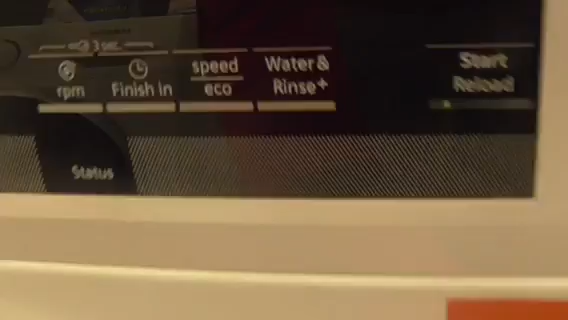 3 sec.
speed Water & Start
rpm Finish in eco Rinse+ Reload
Status